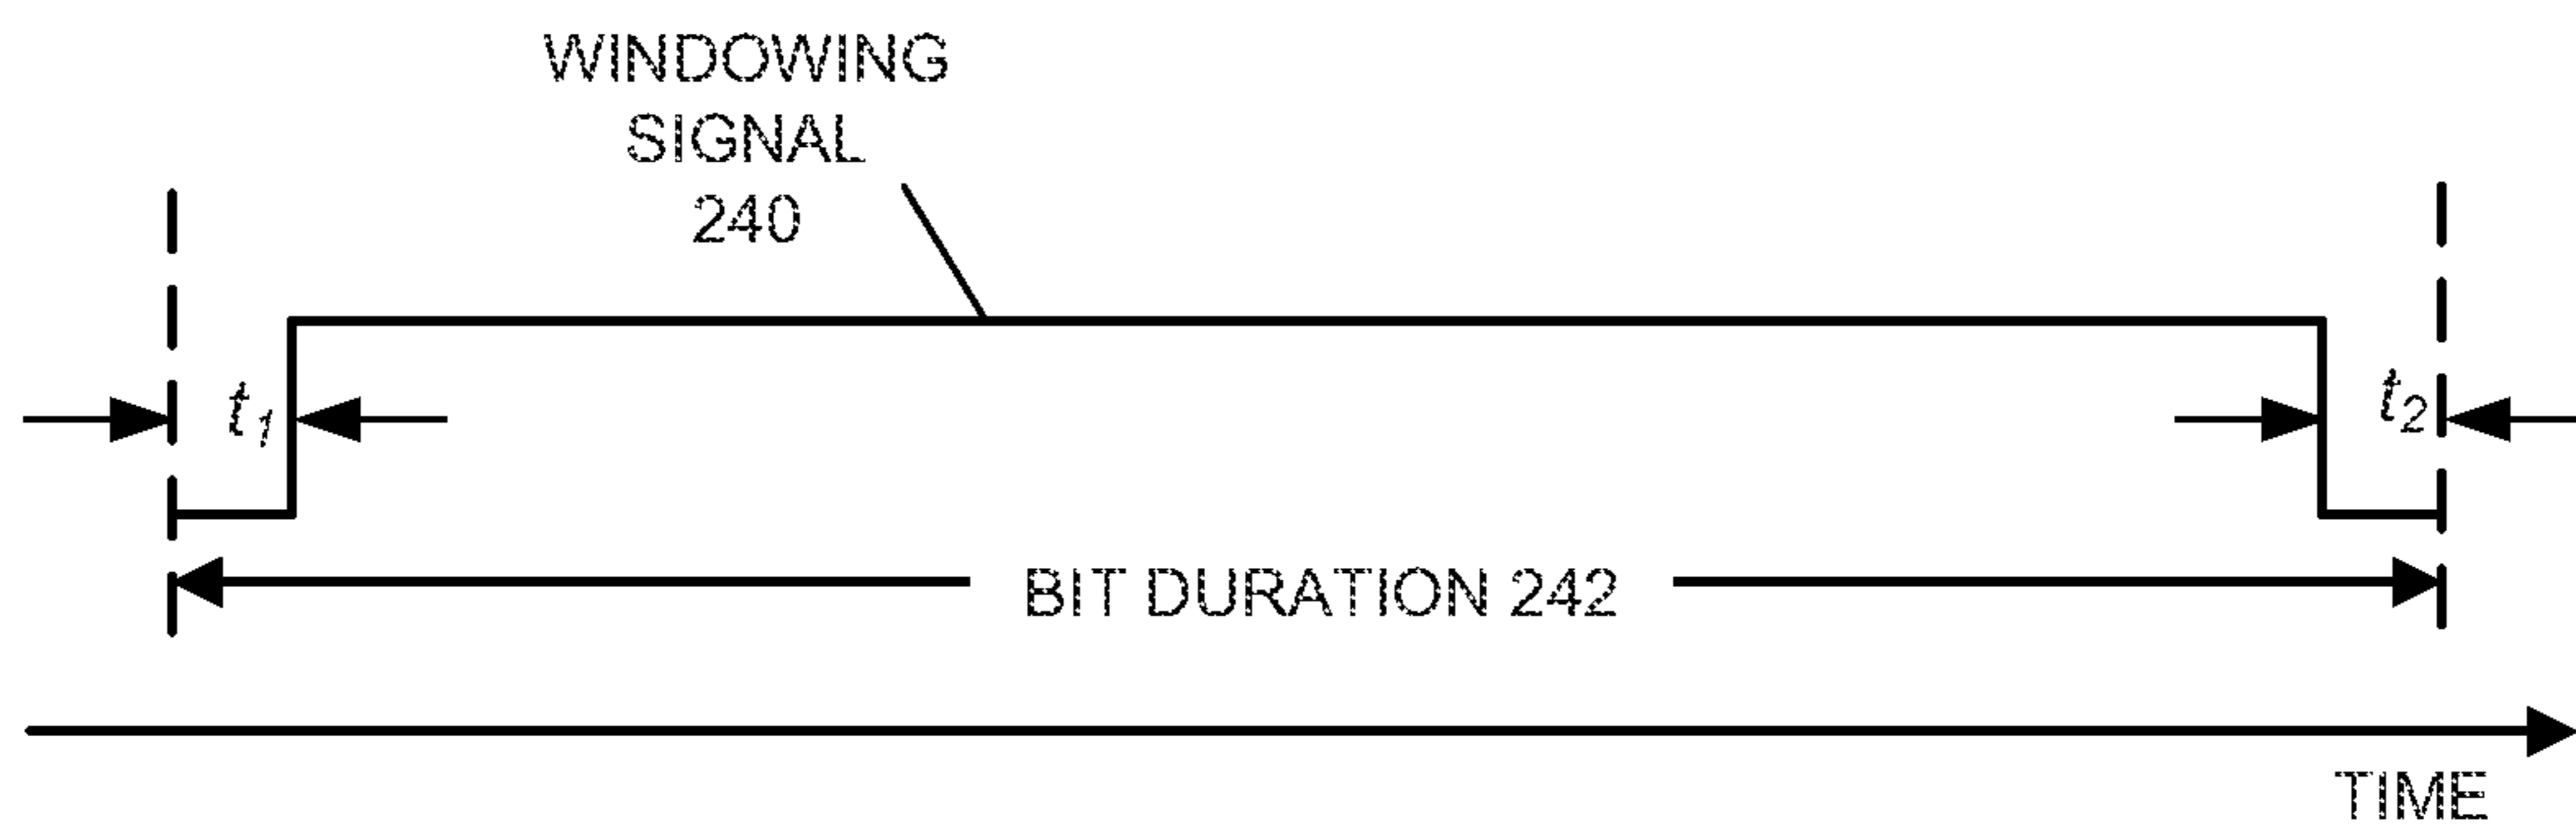 WINDOWING
SIGNAL
240
t1
t2
BIT DURATION 242
TIME